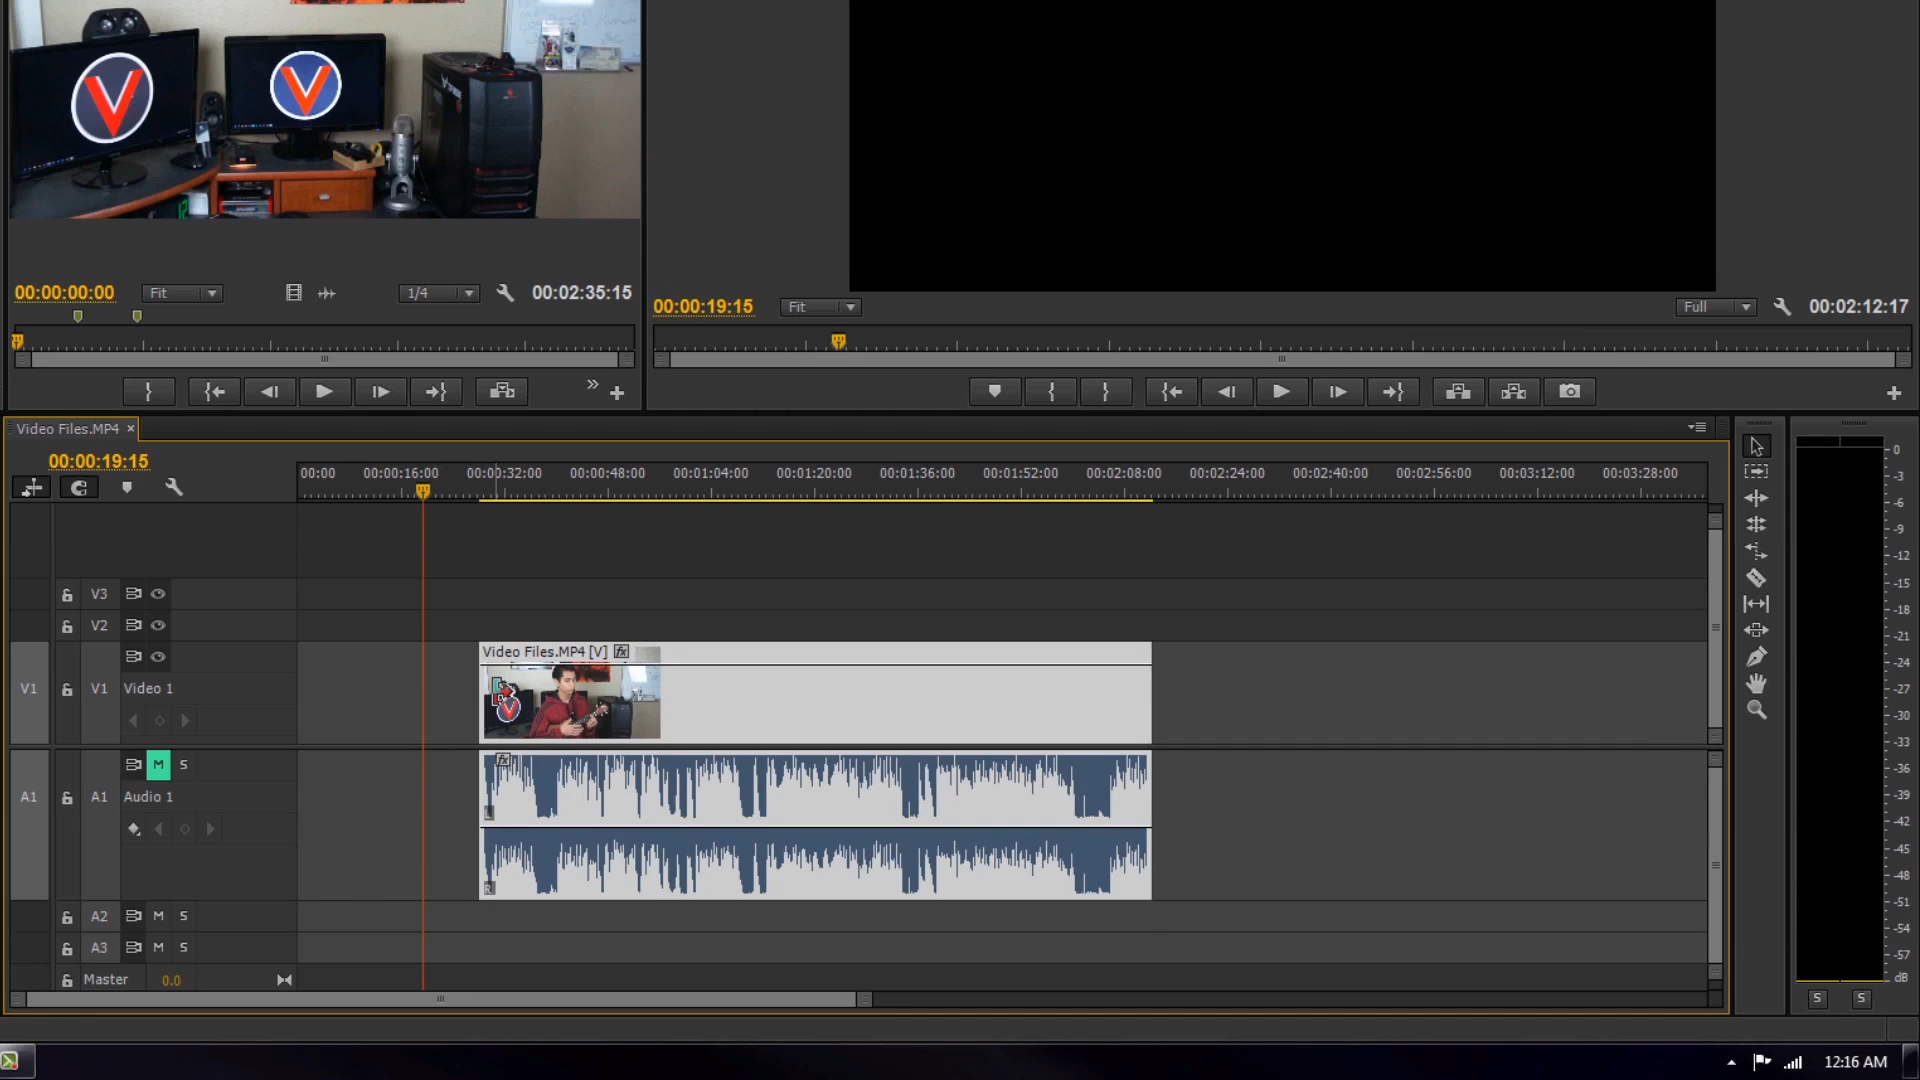 V
V
00:00:00:00
Fit
1/4
00:02:35:15
00:00:19:15
Fit
Full
00:02:12:17
Video Files.MP4 ×
00:00:19:15
00:00 00:00:16:00 00:00:32:00 00:00:48:00 00:01:04:00 00:01:20:00 00:01:36:00 00:01:52:00 00:02:08:00 00:02:24:00 00:02:40:00 00:02:56:00 00:03:12:00 00:03:28:00
V3
V2
Video Files.MP4 [V] fx
V1 V1 Video 1
V
M S
fx
A1 A1 Audio 1
L
R
A2 M S
A3 M S
Master 0.0
0
-3
-6
-9
-12
-15
-18
-21
-24
-27
-30
-33
-36
-39
-42
-45
-48
-51
-54
-57
dB
S S
12:16 AM